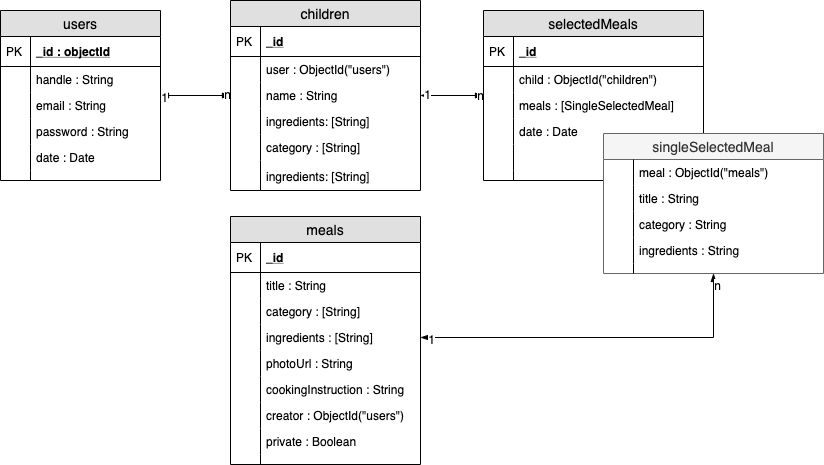 users
PK _id : objectId
handle : String
email : String
password : String
date : Date
1 n
children
PK _id
user : ObjectId("users")
name : String
ingredients: [String]
category : [String]
ingredients: [String]
1 n
selectedMeals
PK _id
child : ObjectId("children")
meals : [SingleSelectedMeal]
date : Date
singleSelectedMeal
meal : ObjectId("meals")
title : String
category : String
ingredients : String
n
1
meals
PK _id
title : String
category : [String]
ingredients : [String]
photoUrl : String
cookingInstruction : String
creator : ObjectId("users")
private : Boolean